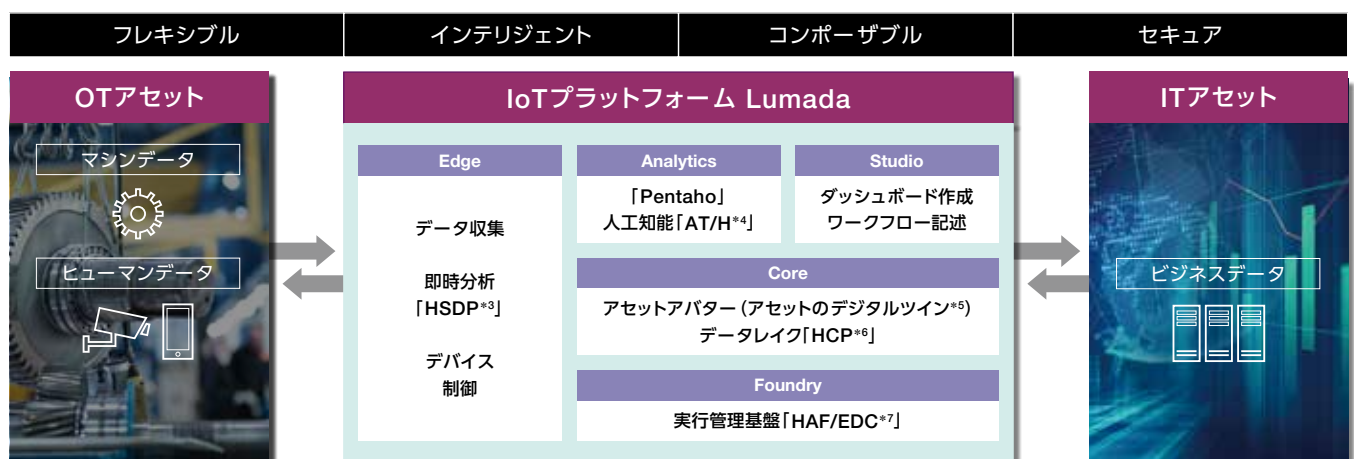 フレキシブル
インテリジェント
コンポーザブル
セキュア
OTアセット
マシンデータ
ヒューマンデータ
IoTプラットフォーム Lumada
Edge
データ収集
即時分析
「HSDP*3」
デバイス
制御
Analytics
「Pentaho」
人工知能「AT/H*4」
Studio
ダッシュボード作成
ワークフロー記述
Core
アセットアバター（アセットのデジタルツイン*5）
データレイク「HCP*6」
Foundry
実行管理基盤「HAF/EDC*7」
ITアセット
ビジネスデータ